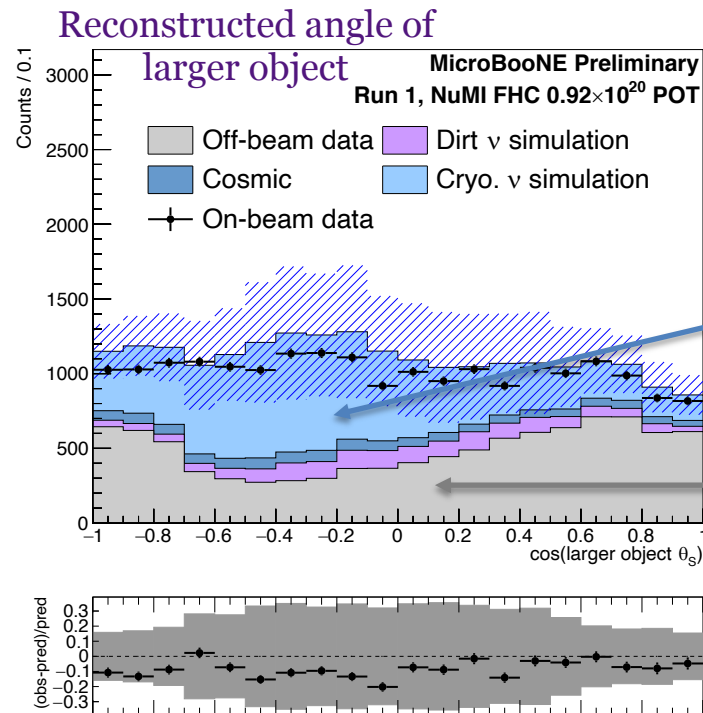 Reconstructed angle of
larger object
MicroBooNE Preliminary
Run 1, NuMI FHC 0.92×10²⁰ POT
Counts / 0.1
3000
2500
2000
1500
1000
500
0
Off-beam data
Dirt ν simulation
Cosmic
Cryo. ν simulation
On-beam data
−1 −0.8 −0.6 −0.4 −0.2 0 0.2 0.4 0.6 0.8 1
cos(larger object θ_S)
(obs-pred)/pred
0.3
0.2
0.1
0
−0.1
−0.2
−0.3